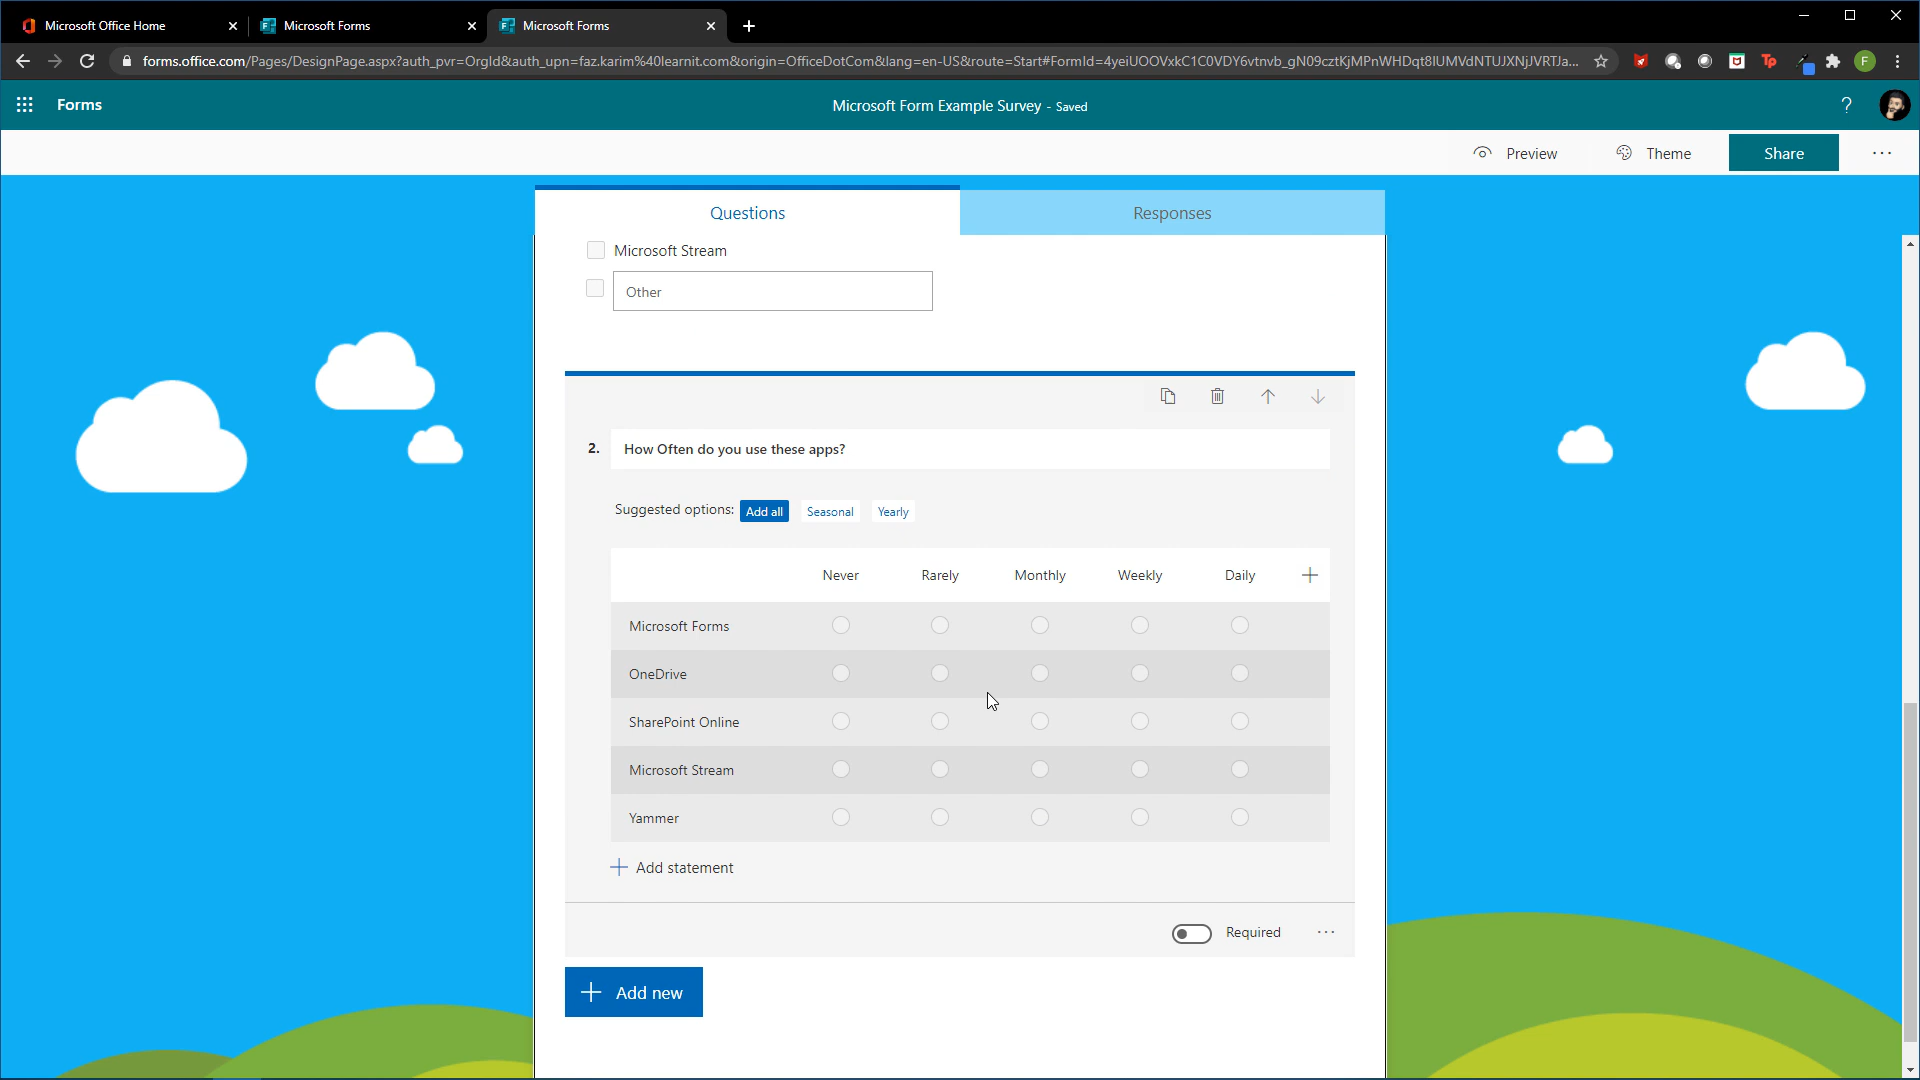 Microsoft Office Home
Microsoft Forms
Microsoft Forms
forms.office.com/Pages/DesignPage.aspx?auth_pvr=OrgId&auth_upn=faz.karim%40learnit.com&origin=OfficeDotCom&lang=en-US&route=Start#FormId=4yeiUOOVxkC1C0VDY6vtnvb_gN09cztKjMPnWHDqt8lUMVdNTUJXNjJVRTJa...
Tp
F
Forms
Microsoft Form Example Survey - Saved
?
Preview
Theme
Share
Questions
Responses
Microsoft Stream
Other
2.
How Often do you use these apps?
Suggested options: Add all Seasonal Yearly
Never Rarely Monthly Weekly Daily
Microsoft Forms
OneDrive
SharePoint Online
Microsoft Stream
Yammer
Add statement
Required
Add new